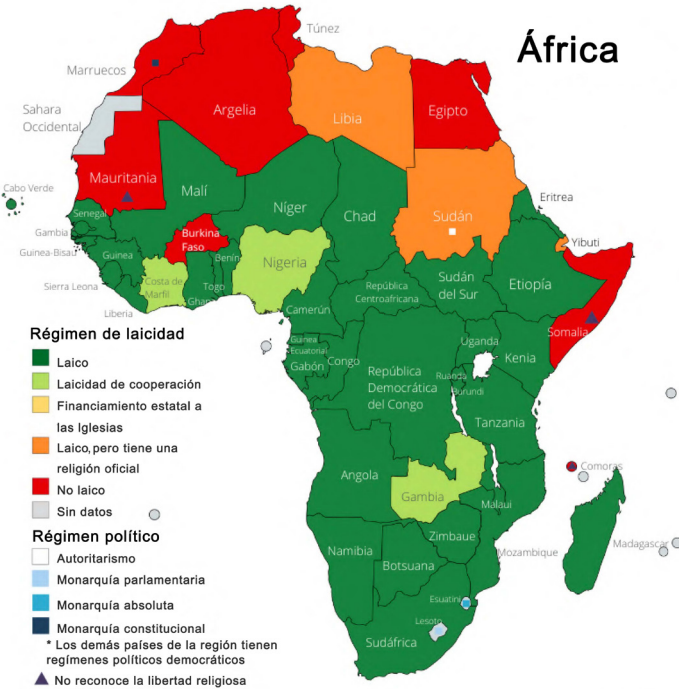 África
Túnez
Marruecos
Argelia
Libia
Egipto
Sahara
Occidental
Mauritania
Malí
Níger
Chad
Sudán
Eritrea
Cabo Verde
Senegal
Gambia
Guinea-Bisau
Guinea
Sierra Leona
Liberia
Costa de
Marfil
Burkina
Faso
Ghana
Togo
Benín
Nigeria
Camerún
República
Centroafricana
Sudán
del Sur
Etiopía
Yibuti
Somalia
Guinea
Ecuatorial
Gabón
Congo
República
Democrática
del Congo
Uganda
Kenia
Ruanda
Burundi
Tanzania
Comoras
Angola
Gambia
Malaui
Mozambique
Madagascar
Zimbaue
Namibia
Botsuana
Esuatini
Lesoto
Sudáfrica
Régimen de laicidad
Laico
Laicidad de cooperación
Financiamiento estatal a
las Iglesias
Laico, pero tiene una
religión oficial
No laico
Sin datos
Régimen político
Autoritarismo
Monarquía parlamentaria
Monarquía absoluta
Monarquía constitucional
* Los demás países de la región tienen
regímenes políticos democráticos
No reconoce la libertad religiosa